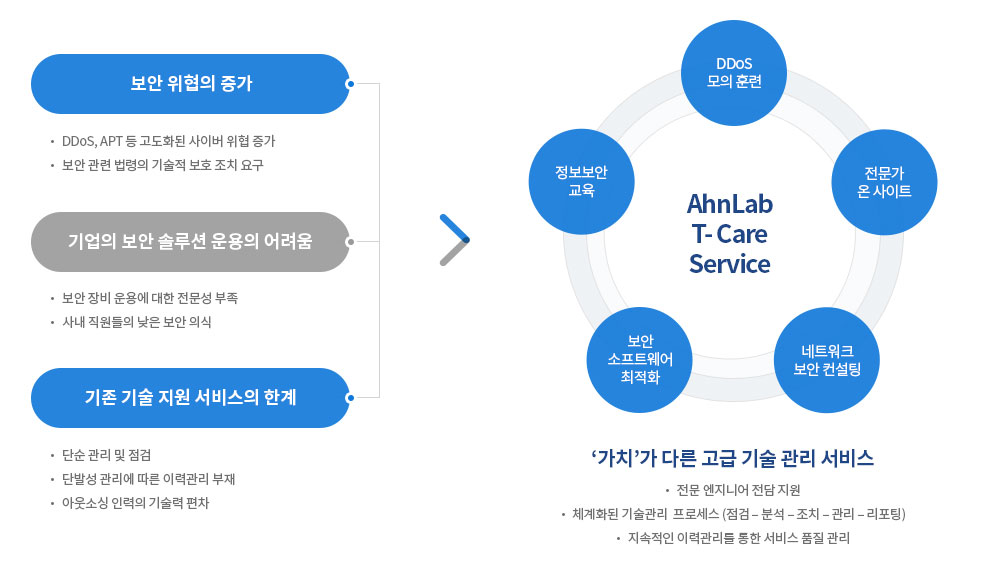 보안 위협의 증가
• DDoS, APT 등 고도화된 사이버 위협 증가
• 보안 관련 법령의 기술적 보호 조치 요구
기업의 보안 솔루션 운용의 어려움
• 보안 장비 운용에 대한 전문성 부족
• 사내 직원들의 낮은 보안 의식
기존 기술 지원 서비스의 한계
• 단순 관리 및 점검
• 단발성 관리에 따른 이력관리 부재
• 아웃소싱 인력의 기술력 편차
DDoS
모의 훈련
정보보안
교육
전문가
온 사이트
AhnLab
T- Care
Service
보안
소프트웨어
최적화
네트워크
보안 컨설팅
‘가치’가 다른 고급 기술 관리 서비스
• 전문 엔지니어 전담 지원
• 체계화된 기술관리 프로세스 (점검 – 분석 – 조치 – 관리 – 리포팅)
• 지속적인 이력관리를 통한 서비스 품질 관리